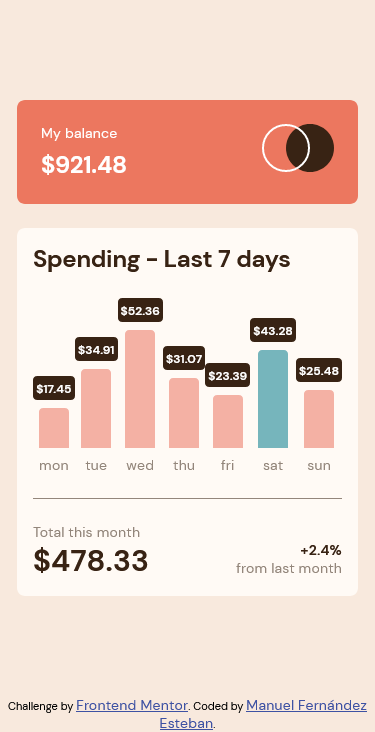 My balance
$921.48
Spending - Last 7 days
$17.45 $34.91 $52.36 $31.07 $23.39 $43.28 $25.48
mon tue wed thu fri sat sun
Total this month
$478.33
+2.4%
from last month
Challenge by Frontend Mentor. Coded by Manuel Fernández
Esteban.